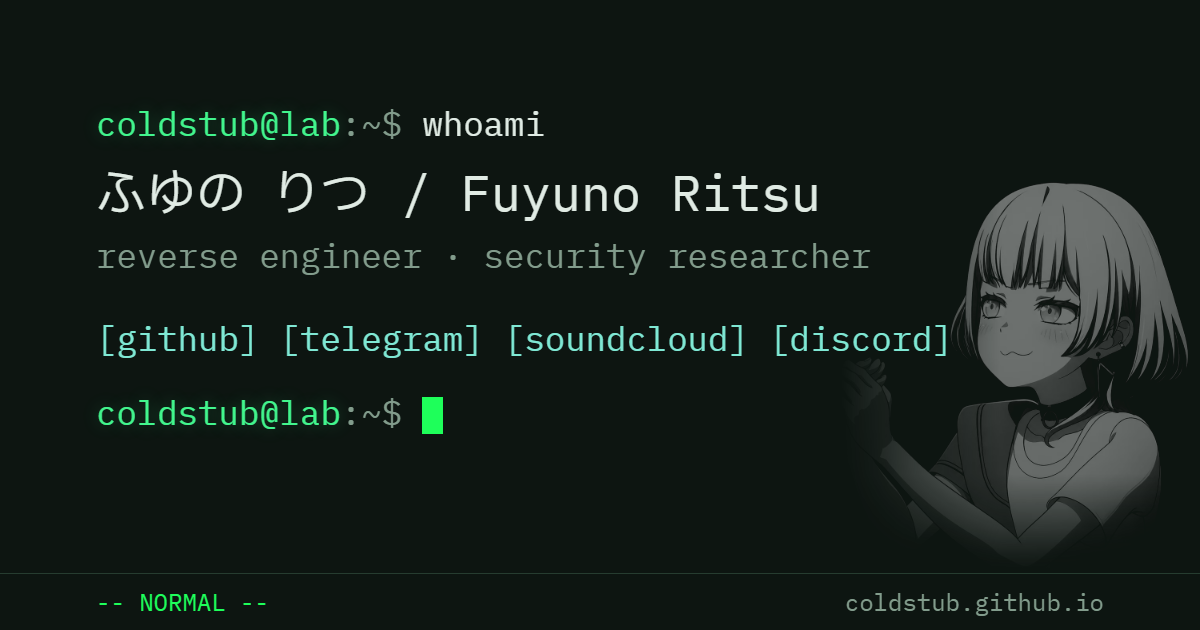 coldstub@lab:~$ whoami
ふゆの りつ / Fuyuno Ritsu
reverse engineer · security researcher
[github] [telegram] [soundcloud] [discord]
coldstub@lab:~$
-- NORMAL --
coldstub.github.io